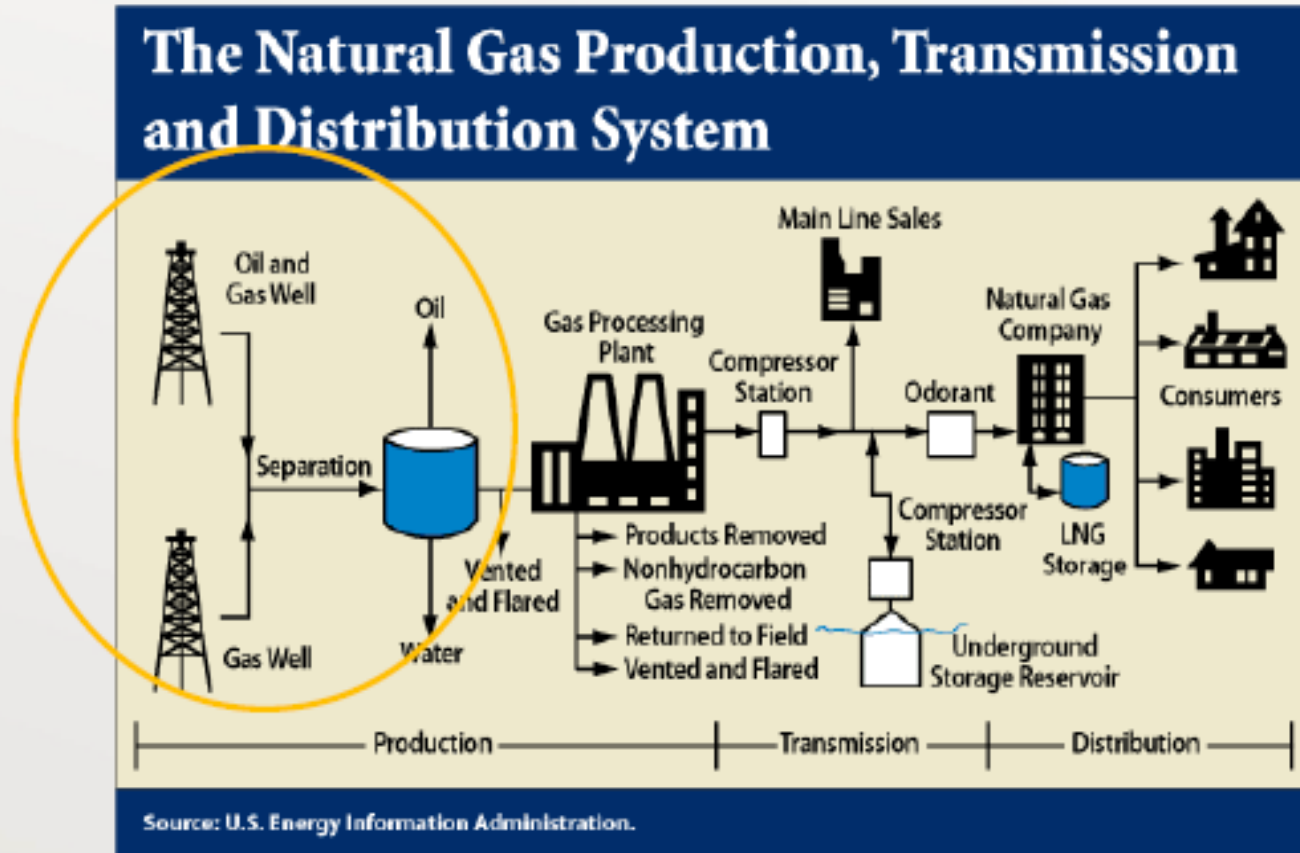 The Natural Gas Production, Transmission
and Distribution System
Main Line Sales
Oil and
Gas Well
Oil
Gas Processing
Plant
Compressor
Station
Odorant
Natural Gas
Company
Consumers
Separation
Vented
and Flared
Water
Gas Well
Products Removed
Nonhydrocarbon
Gas Removed
Returned to Field
Vented and Flared
Compressor
Station
LNG
Storage
Underground
Storage Reservoir
Production
Transmission
Distribution
Source: U.S. Energy Information Administration.